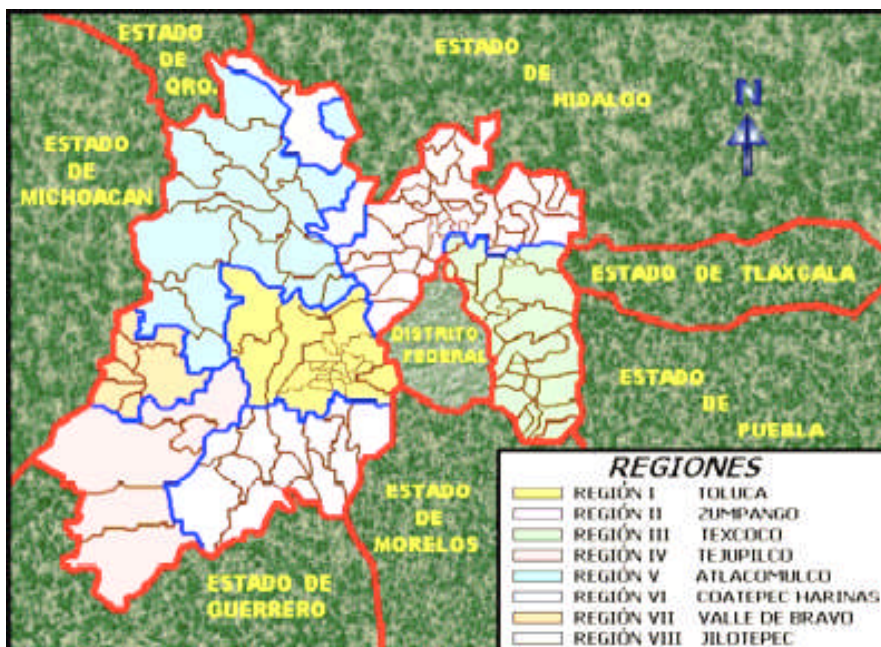 ESTADO
DE
QRO.
ESTADO
DE
HIDALGO
N
ESTADO
DE
MICHOACAN
ESTADO DE TLAXCALA
DISTRITO
FEDERAL
ESTADO
DE
PUEBLA
ESTADO
DE
MORELOS
ESTADO DE
GUERRERO
REGIONES
REGIÓN I TOLUCA
REGIÓN II ZUMPANGO
REGIÓN III TEXCOCO
REGIÓN IV TEJUPILCO
REGIÓN V ATLACOMULCO
REGIÓN VI COATEPEC HARINAS
REGIÓN VII VALLE DE BRAVO
REGIÓN VIII JILOTEPEC